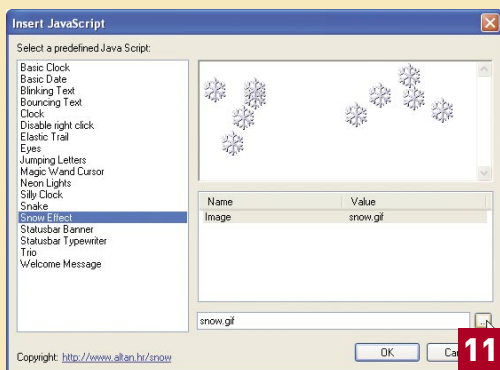 Insert JavaScript
Select a predefined Java Script:
Basic Clock
Basic Date
Blinking Text
Bouncing Text
Clock
Disable right click
Elastic Trail
Eyes
Jumping Letters
Magic Wand Cursor
Neon Lights
Silly Clock
Snake
Snow Effect
Statusbar Banner
Statusbar Typewriter
Trio
Welcome Message
Name Value
Image snow.gif
snow.gif ...
Copyright: http://www.altan.hr/snow
OK
11